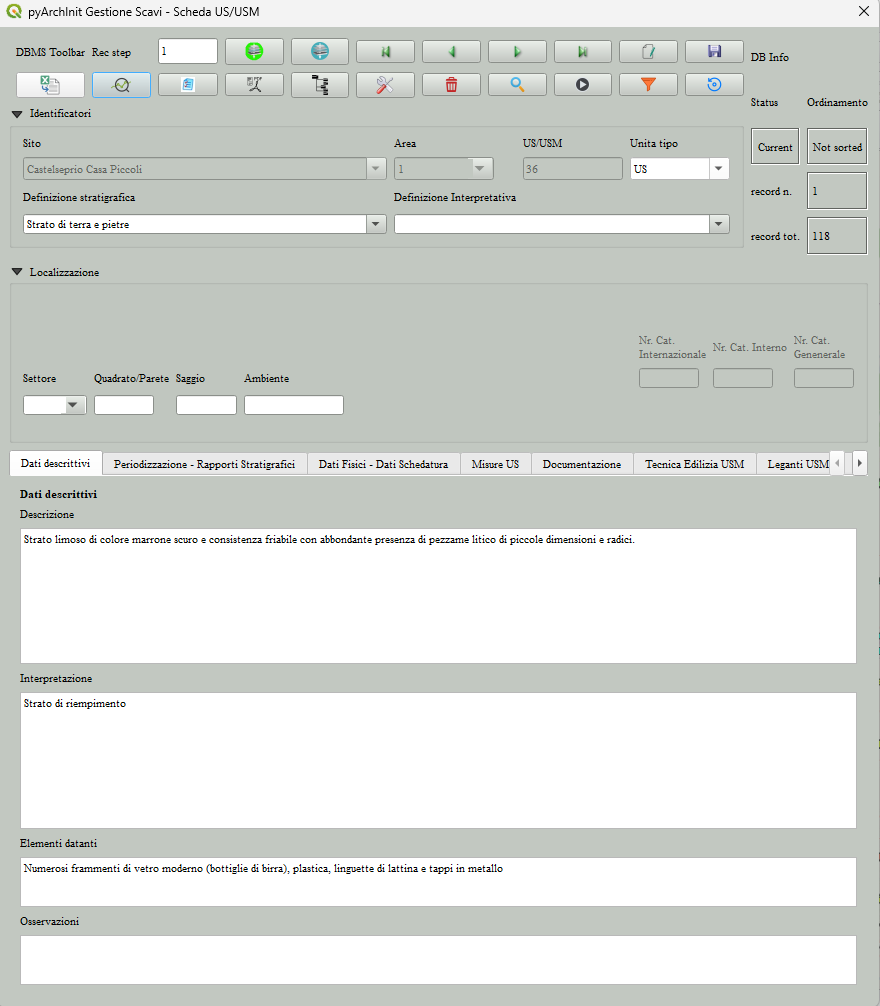 pyArchInit Gestione Scavi - Scheda US/USM
DBMS Toolbar Rec step 1
DB Info
Identificatori
Status Ordinamento
Sito Area US/USM Unita tipo
Current Not sorted
Castelseprio Casa Piccoli 1 36 US
record n. 1
Definizione stratigrafica Definizione Interpretativa
Strato di terra e pietre
record tot. 118
Localizzazione
Nr. Cat. Internazionale Nr. Cat. Interno Nr. Cat. Genenerale
Settore Quadrato/Parete Saggio Ambiente
Dati descrittivi Periodizzazione - Rapporti Stratigrafici Dati Fisici - Dati Schedatura Misure US Documentazione Tecnica Edilizia USM Leganti USM
Dati descrittivi
Descrizione
Strato limoso di colore marrone scuro e consistenza friabile con abbondante presenza di pezzame litico di piccole dimensioni e radici.
Interpretazione
Strato di riempimento
Elementi datanti
Numerosi frammenti di vetro moderno (bottiglie di birra), plastica, linguette di lattina e tappi in metallo
Osservazioni